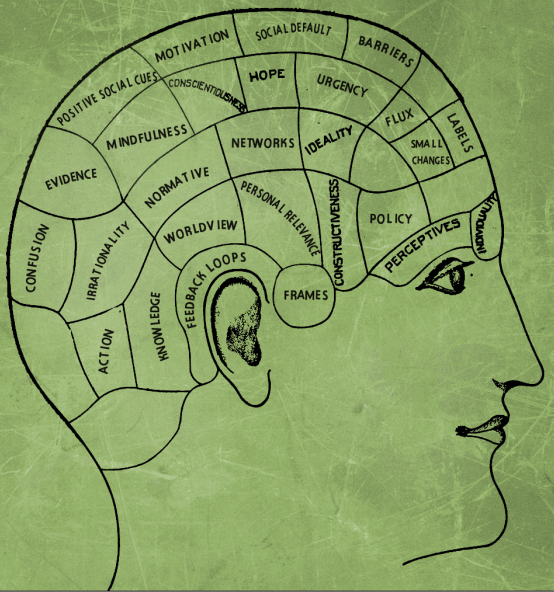 MOTIVATION
SOCIAL DEFAULT
BARRIERS
POSITIVE SOCIAL CUES
CONSCIENTIOUSNESS
HOPE
URGENCY
FLUX
LABELS
MINDFULNESS
NETWORKS
IDEALITY
SMALL
CHANGES
EVIDENCE
NORMATIVE
PERSONAL RELEVANCE
CONSTRUCTIVENESS
POLICY
INDIVIDUALITY
CONFUSION
IRRATIONALITY
WORLDVIEW
PERCEPTIVES
FEEDBACK LOOPS
FRAMES
ACTION
KNOWLEDGE